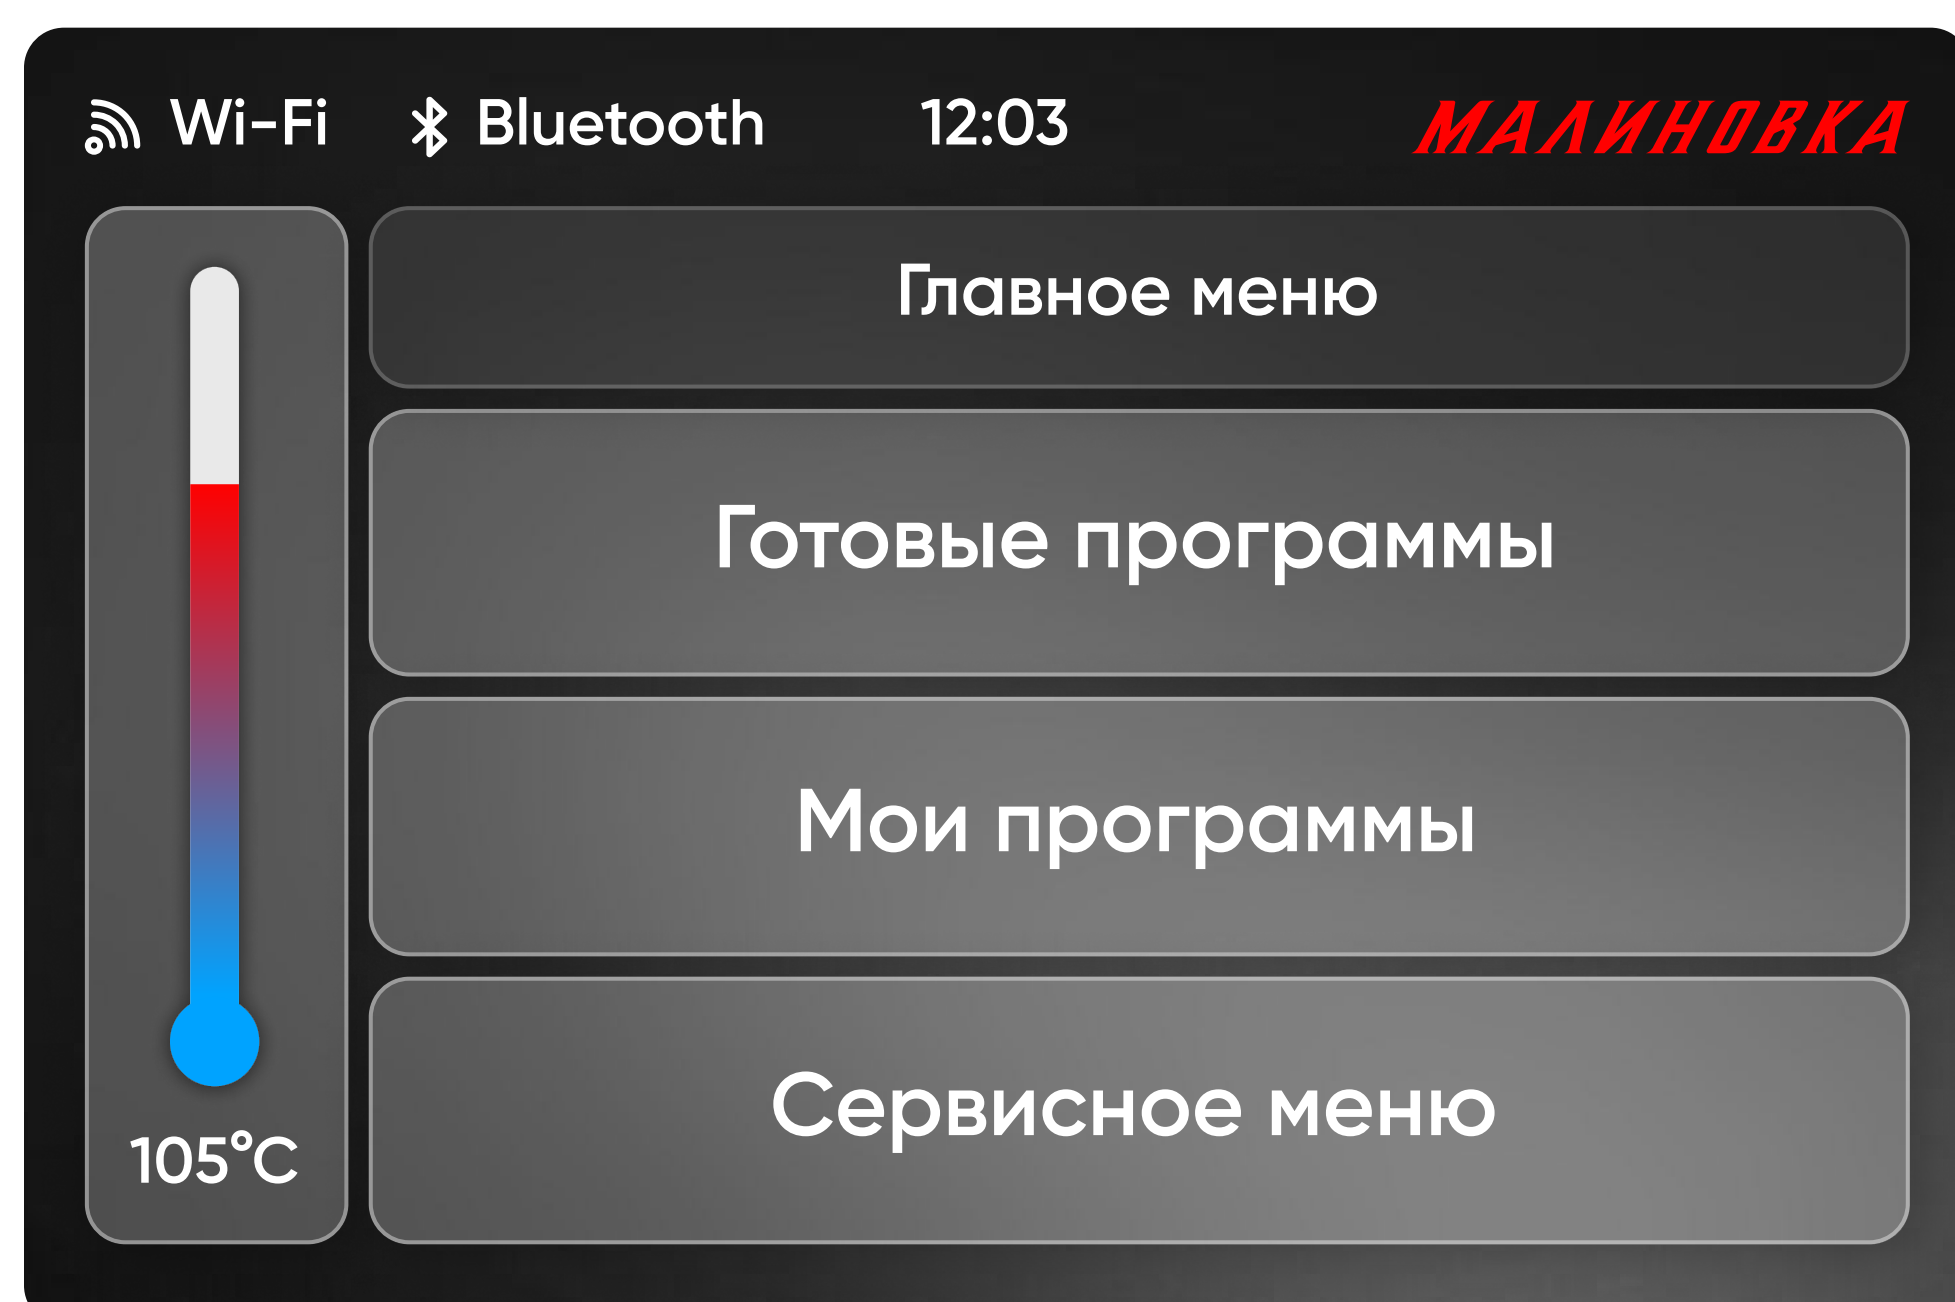 Wi-Fi Bluetooth 12:03 МАЛИНОВКА
Главное меню
Готовые программы
Мои программы
Сервисное меню
105°C